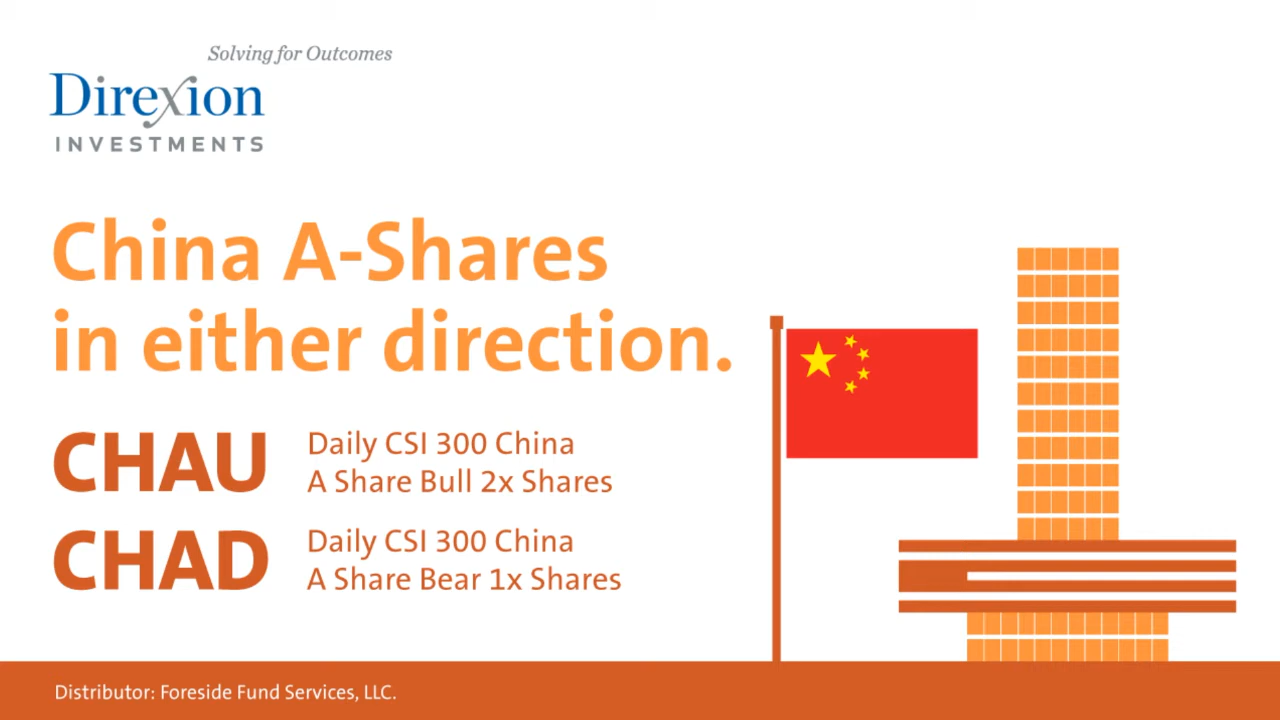 Solving for Outcomes
Direxion
INVESTMENTS
China A-Shares
in either direction.
CHAU
Daily CSI 300 China
A Share Bull 2x Shares
CHAD
Daily CSI 300 China
A Share Bear 1x Shares
Distributor: Foreside Fund Services, LLC.